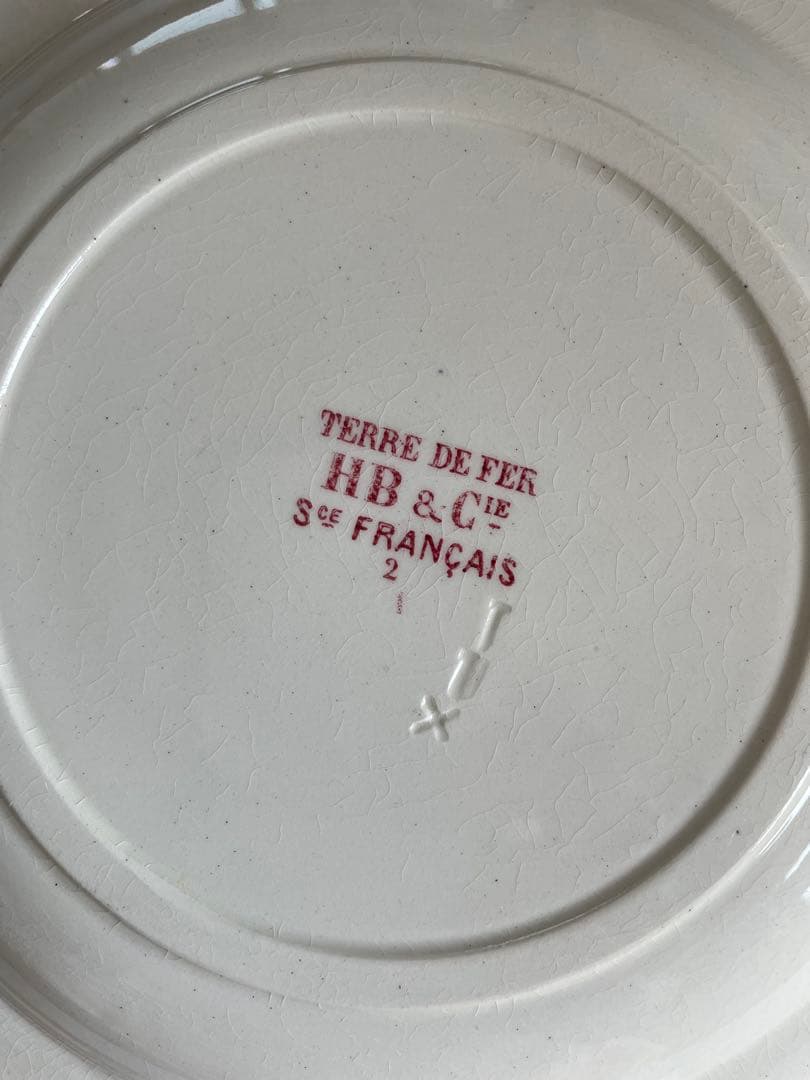 TERRE DE FER
HB & CIE
SCE FRANÇAIS
2